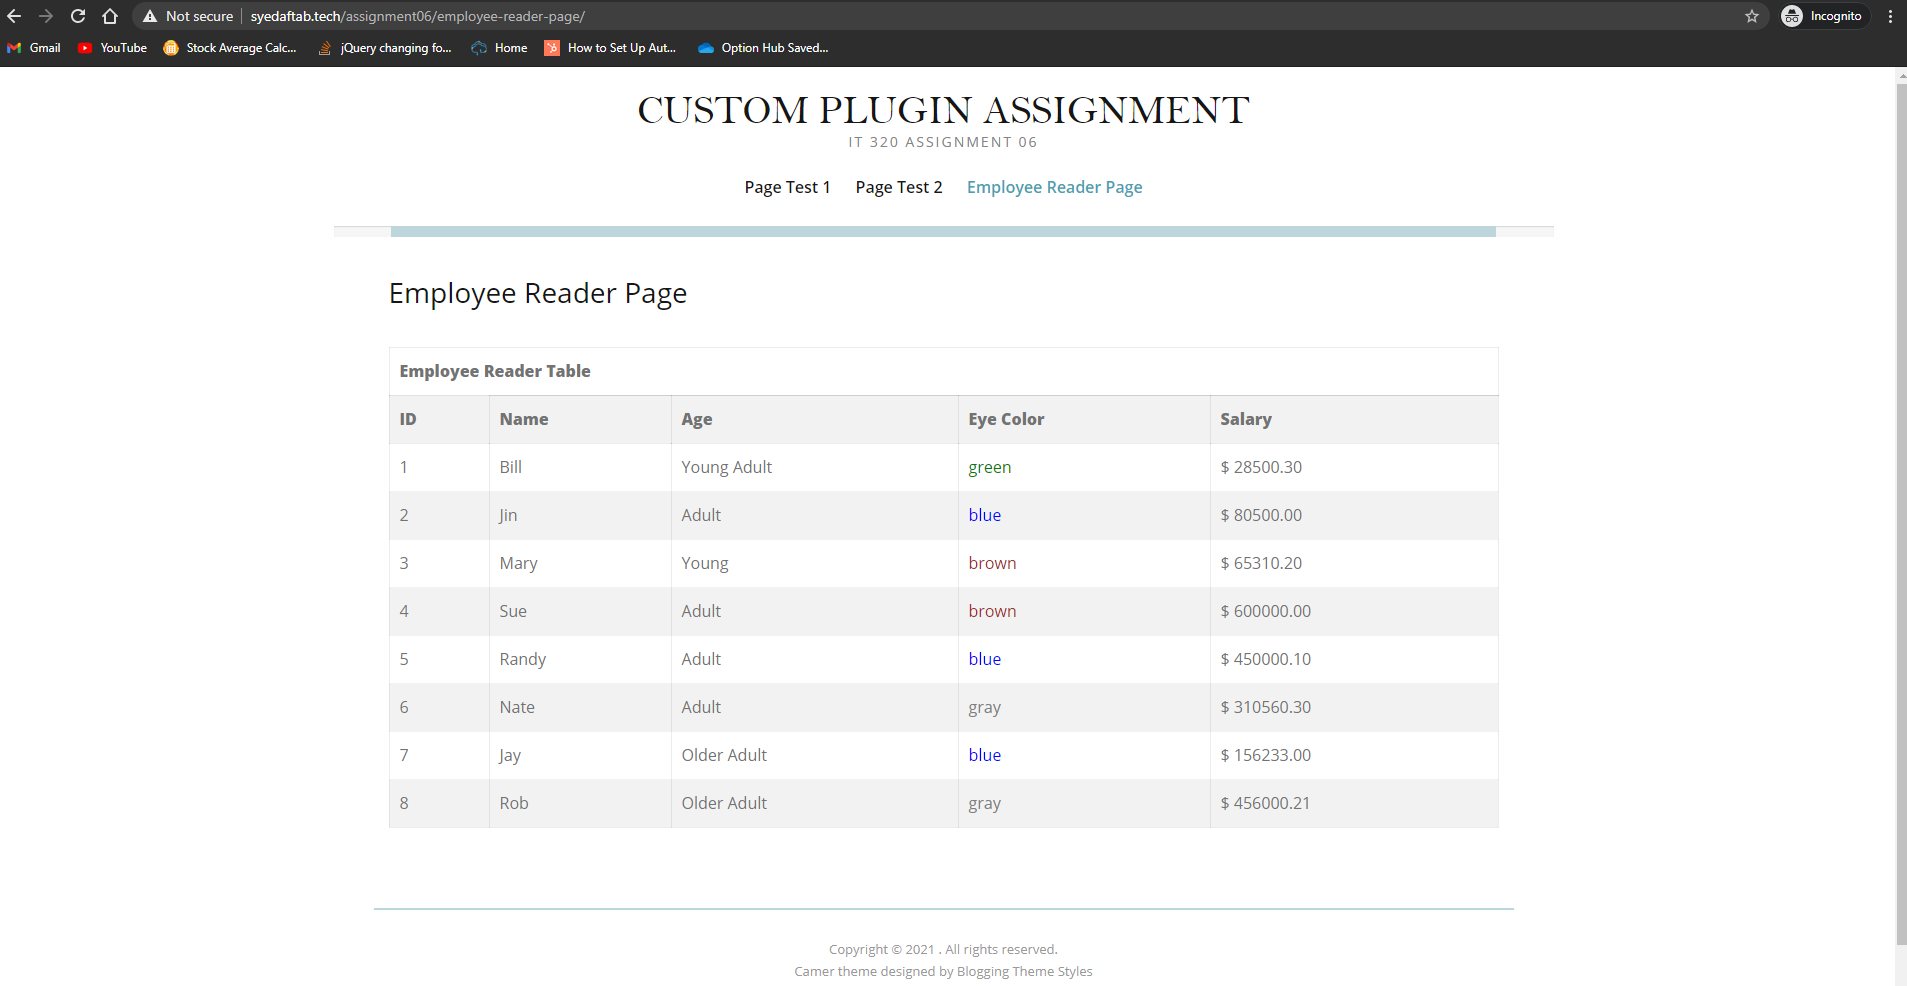 Not secure syedaftab.tech/assignment06/employee-reader-page/ Incognito
Gmail YouTube Stock Average Calc... jQuery changing fo... Home How to Set Up Aut... Option Hub Saved...
CUSTOM PLUGIN ASSIGNMENT
IT 320 ASSIGNMENT 06
Page Test 1 Page Test 2 Employee Reader Page
Employee Reader Page
Employee Reader Table
ID Name Age Eye Color Salary
1 Bill Young Adult green $ 28500.30
2 Jin Adult blue $ 80500.00
3 Mary Young brown $ 65310.20
4 Sue Adult brown $ 600000.00
5 Randy Adult blue $ 450000.10
6 Nate Adult gray $ 310560.30
7 Jay Older Adult blue $ 156233.00
8 Rob Older Adult gray $ 456000.21
Copyright © 2021 . All rights reserved.
Camer theme designed by Blogging Theme Styles